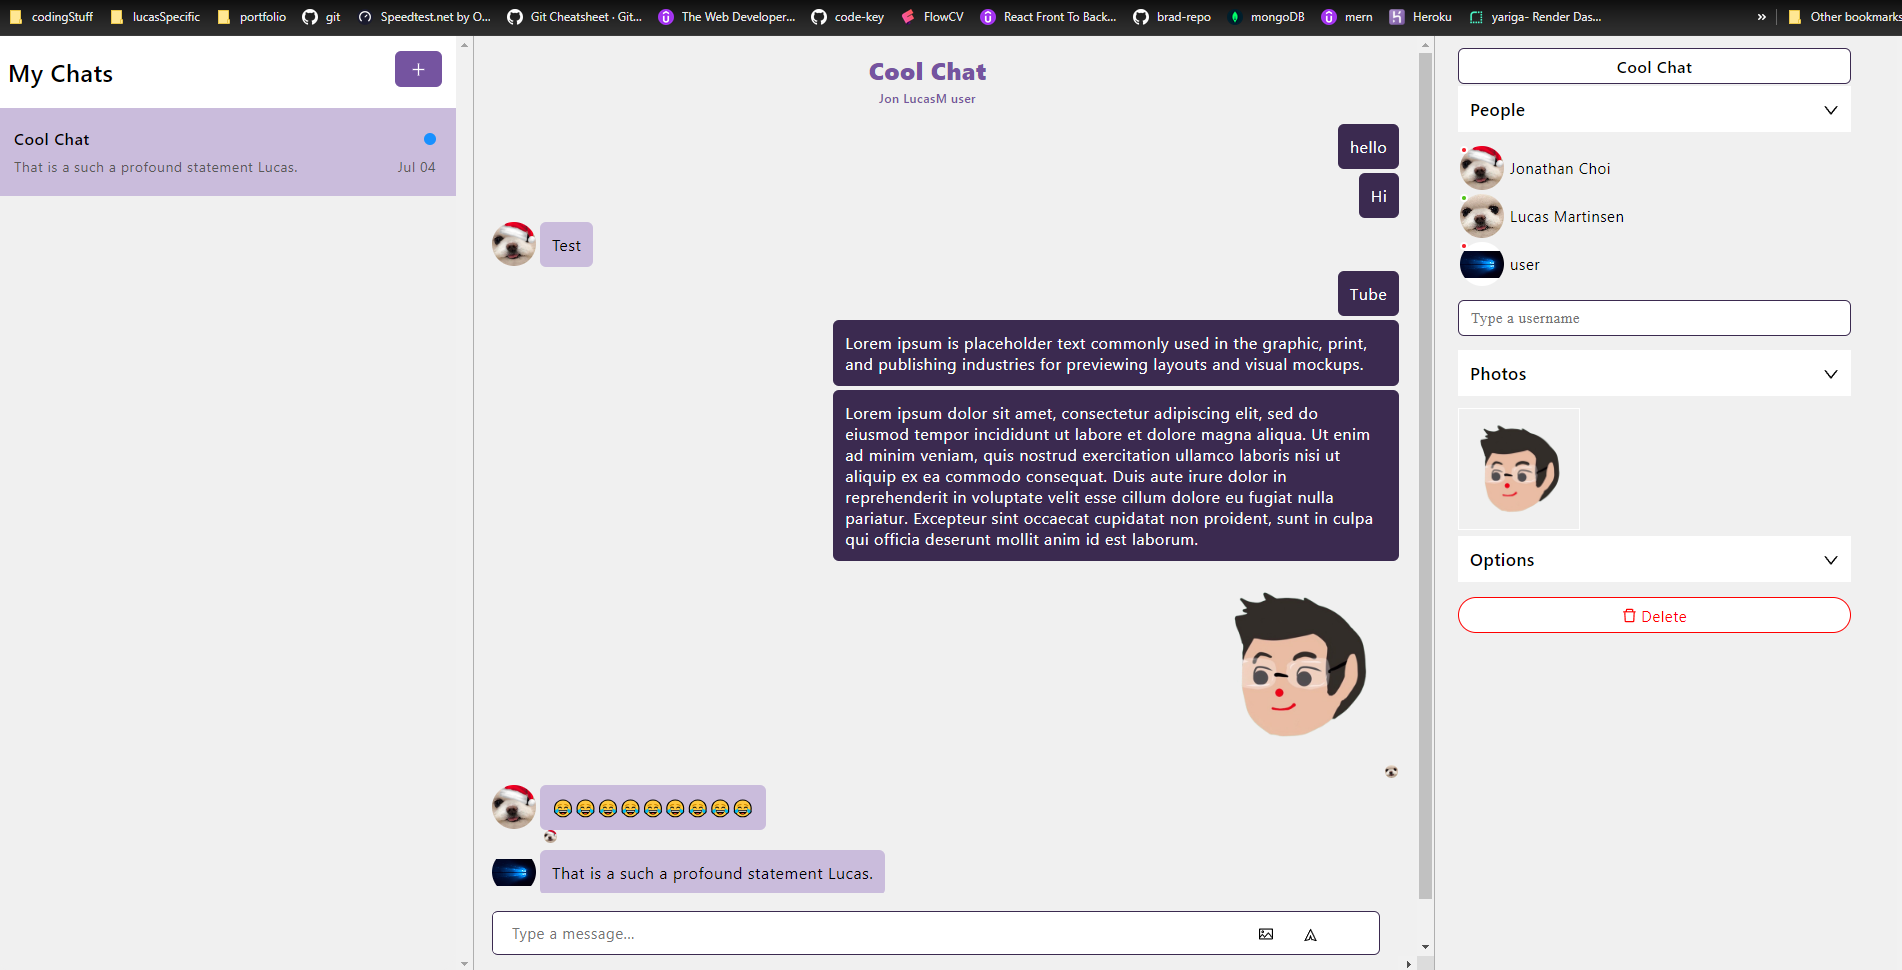 codingStuff lucasSpecific portfolio git Speedtest.net by O... Git Cheatsheet · Git... The Web Developer... code-key FlowCV React Front To Back... brad-repo mongoDB mern Heroku yariga- Render Das... » Other bookmarks
My Chats
+
Cool Chat
That is a such a profound statement Lucas. Jul 04
Cool Chat
Jon LucasM user
hello
Hi
Test
Tube
Lorem ipsum is placeholder text commonly used in the graphic, print,
and publishing industries for previewing layouts and visual mockups.
Lorem ipsum dolor sit amet, consectetur adipiscing elit, sed do
eiusmod tempor incididunt ut labore et dolore magna aliqua. Ut enim
ad minim veniam, quis nostrud exercitation ullamco laboris nisi ut
aliquip ex ea commodo consequat. Duis aute irure dolor in
reprehenderit in voluptate velit esse cillum dolore eu fugiat nulla
pariatur. Excepteur sint occaecat cupidatat non proident, sunt in culpa
qui officia deserunt mollit anim id est laborum.
😂😂😂😂😂😂😂😂😂
That is a such a profound statement Lucas.
Type a message...
Cool Chat
People
Jonathan Choi
Lucas Martinsen
user
Type a username
Photos
Options
Delete